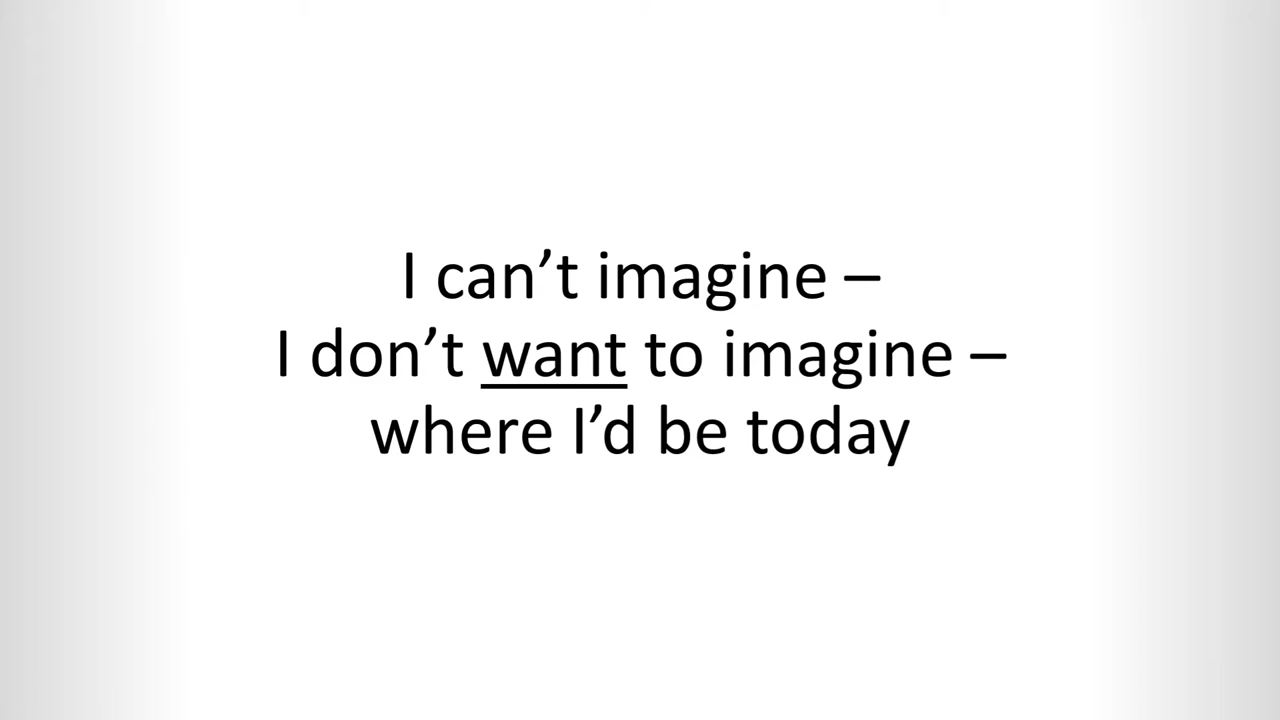 I can’t imagine –
I don’t want to imagine –
where I’d be today